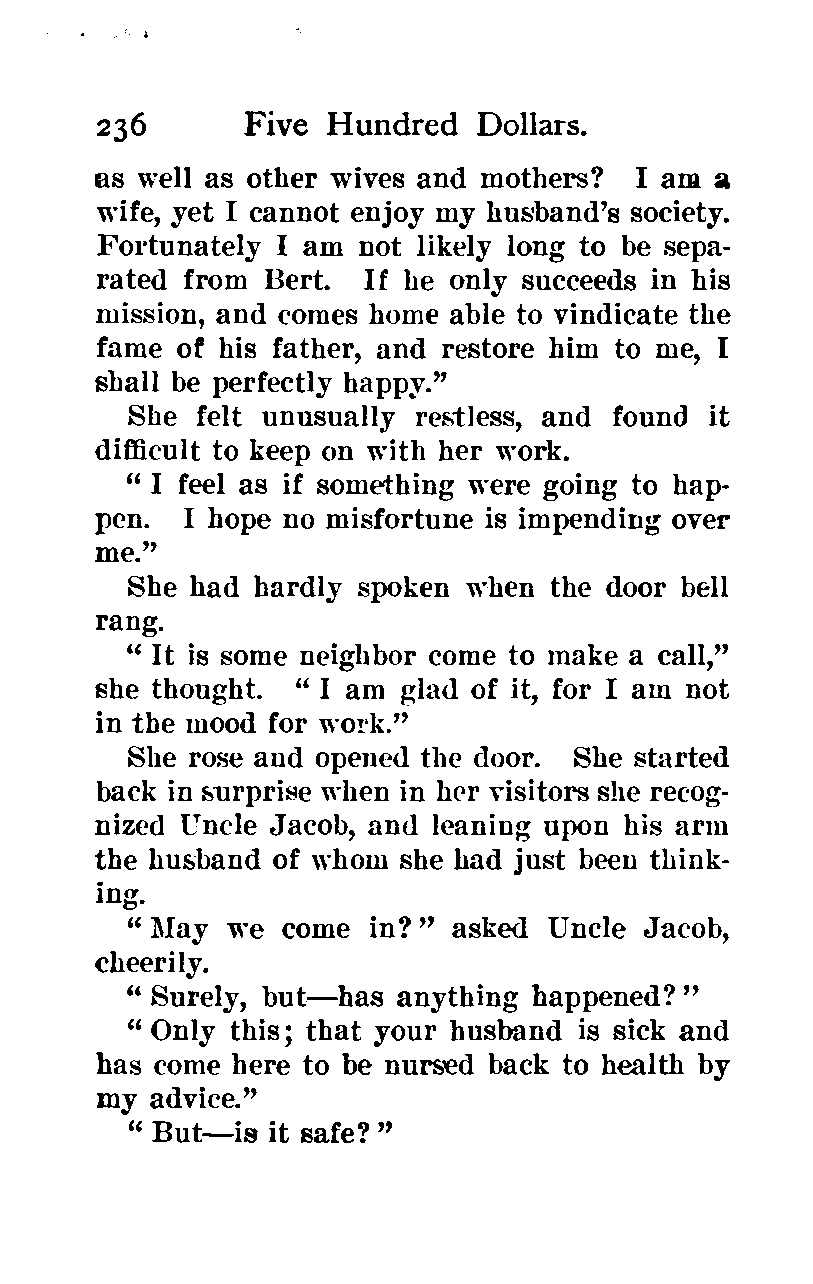 236 Five Hundred Dollars.
as well as other wives and mothers? I am a
wife, yet I cannot enjoy my husband's society.
Fortunately I am not likely long to be sepa-
rated from Bert. If he only succeeds in his
mission, and comes home able to vindicate the
fame of his father, and restore him to me, I
shall be perfectly happy."
She felt unusually restless, and found it
difficult to keep on with her work.
" I feel as if something were going to hap-
pen. I hope no misfortune is impending over
me."
She had hardly spoken when the door bell
rang.
" It is some neighbor come to make a call,"
she thought. " I am glad of it, for I am not
in the mood for work."
She rose and opened the door. She started
back in surprise when in her visitors she recog-
nized Uncle Jacob, and leaning upon his arm
the husband of whom she had just been think-
ing.
" May we come in? " asked Uncle Jacob,
cheerily.
" Surely, but—has anything happened? "
" Only this; that your husband is sick and
has come here to be nursed back to health by
my advice."
" But—is it safe? "